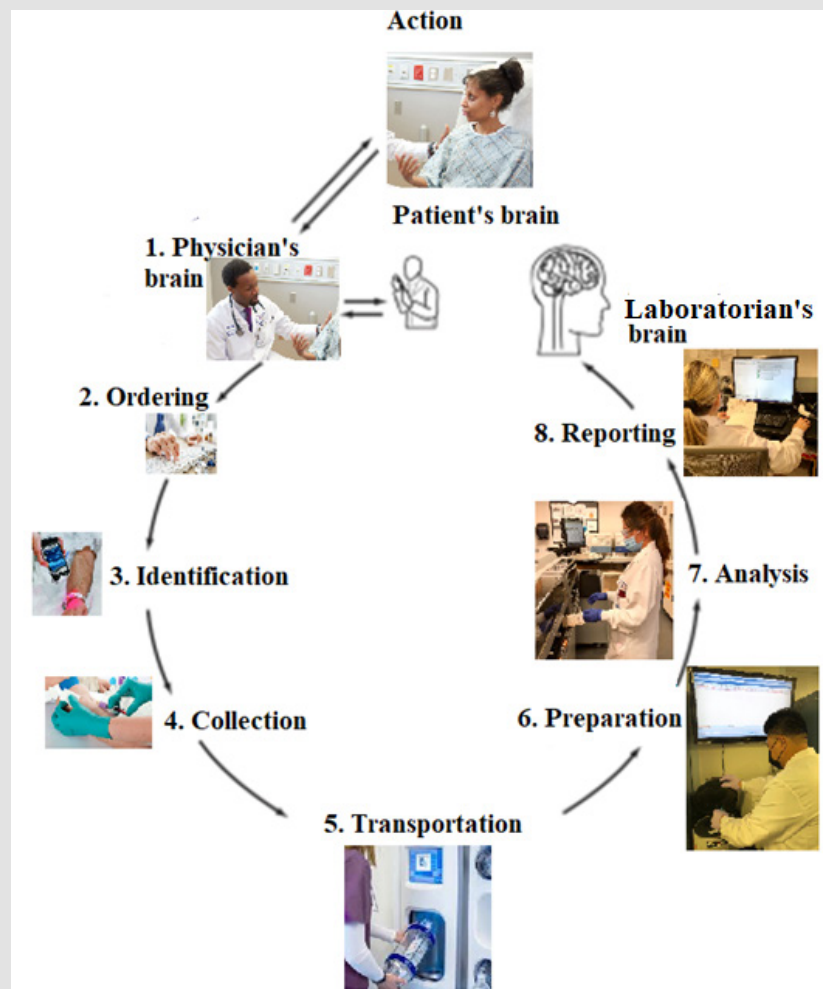 Action
Patient's brain
1. Physician's
brain
Laboratorian's
brain
2. Ordering
8. Reporting
3. Identification
7. Analysis
4. Collection
6. Preparation
5. Transportation